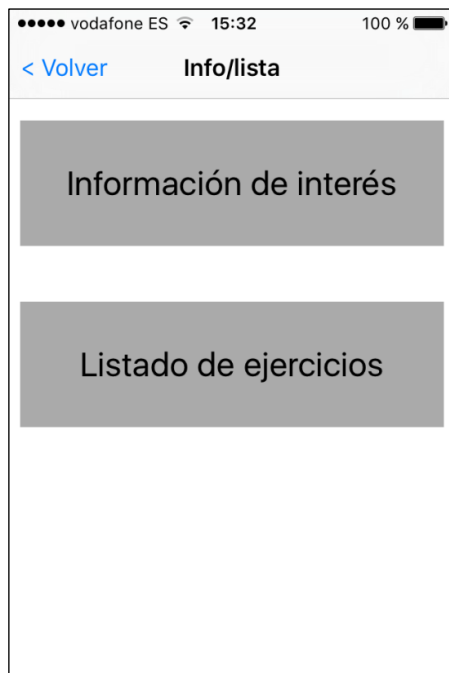 vodafone ES 15:32 100 %
< Volver Info/lista
Información de interés
Listado de ejercicios